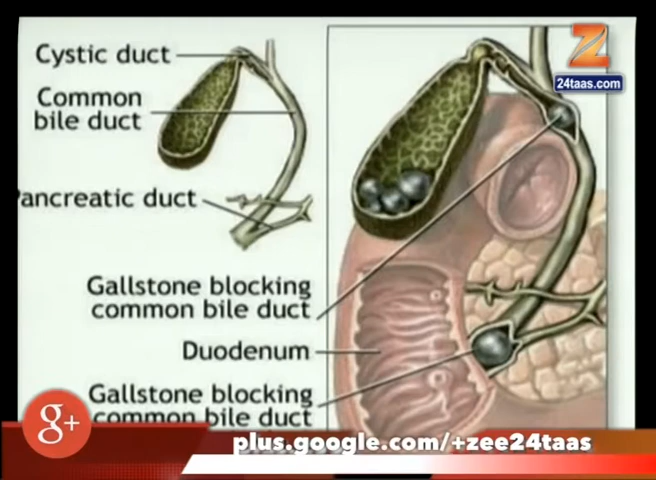 Cystic duct
Common
bile duct
Pancreatic duct
Gallstone blocking
common bile duct
Duodenum
Gallstone blocking
common bile duct
Z
24taas.com
g+
plus.google.com/+zee24taas